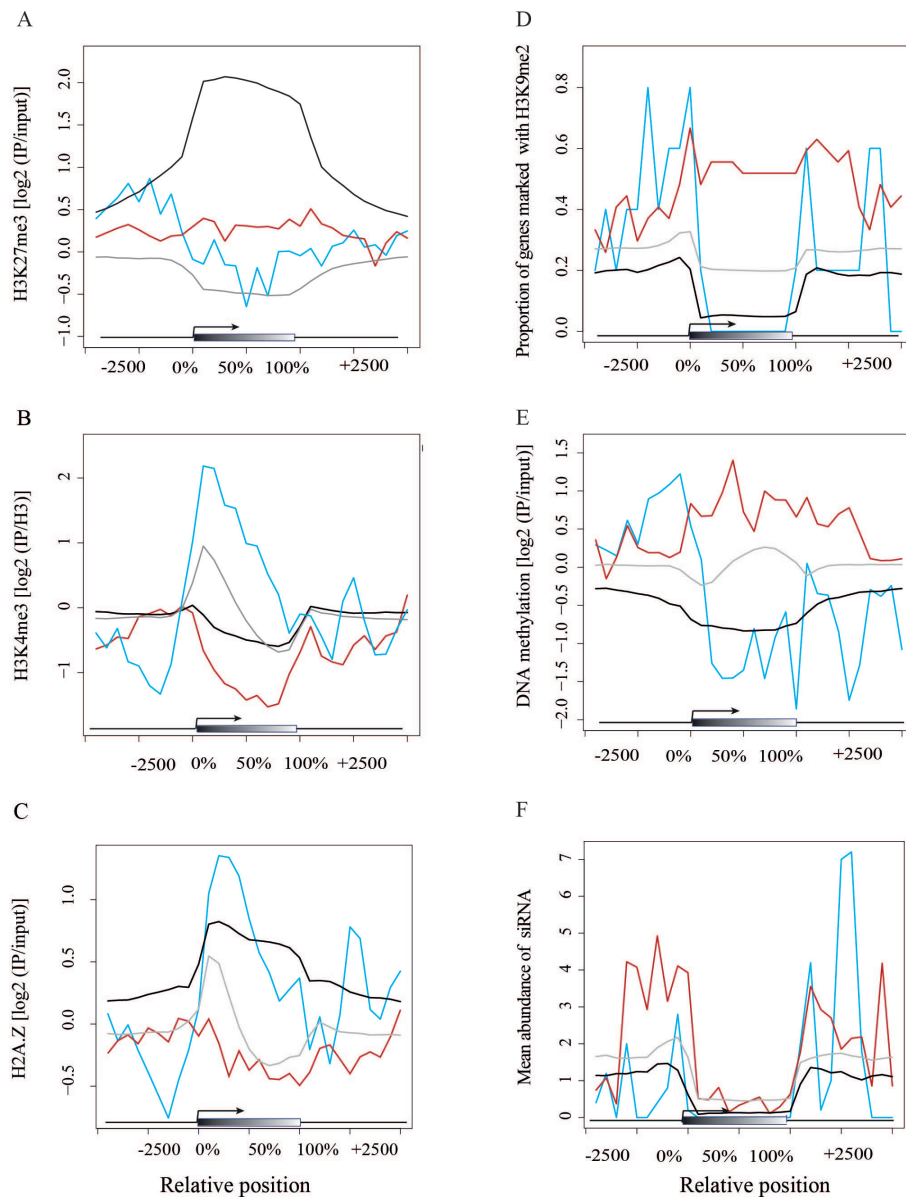 A
H3K27me3 [log2 (IP/input]
2.0
1.5
1.0
0.5
0.0
−0.5
−1.0
-2500 0% 50% 100% +2500
B
H3K4me3 [log2 (IP/H3)]
2
1
0
−1
-2500 0% 50% 100% +2500
C
H2A.Z [log2 (IP/input)]
1.0
0.5
0.0
−0.5
-2500 0% 50% 100% +2500
Relative position
D
Proportion of genes marked with H3K9me2
0.8
0.6
0.4
0.2
0.0
-2500 0% 50% 100% +2500
E
DNA methylation [log2 (IP/input)]
1.5
1.0
0.5
0.0
−0.5
−1.0
−1.5
−2.0
-2500 0% 50% 100% +2500
F
Mean abundance of siRNA
7
6
5
4
3
2
1
0
-2500 0% 50% 100% +2500
Relative position